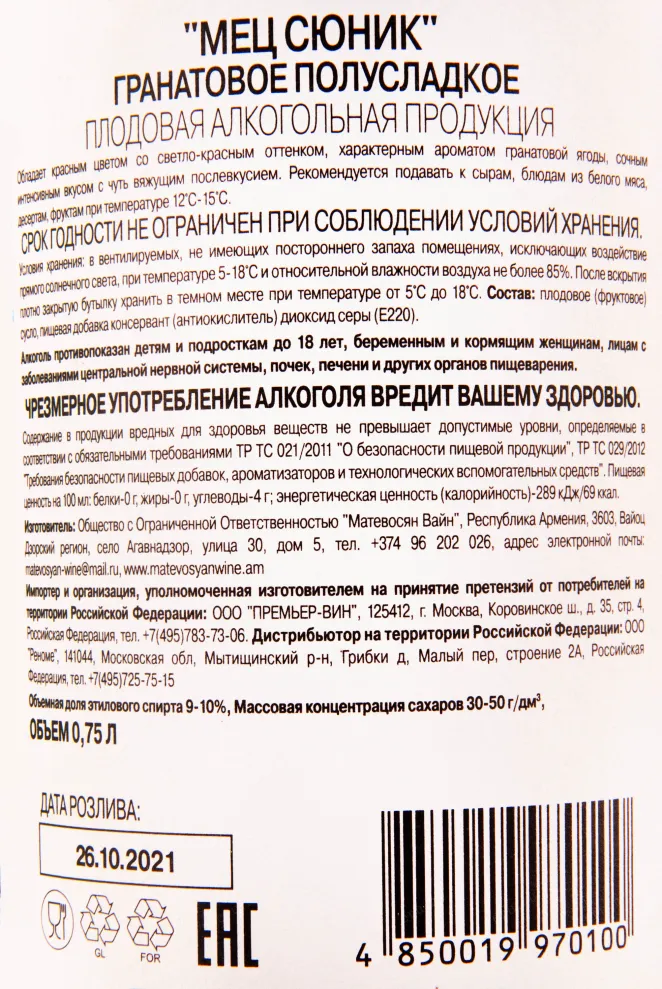 "МЕЦ СЮНИК"
ГРАНАТОВОЕ ПОЛУСЛАДКОЕ
ПЛОДОВАЯ АЛКОГОЛЬНАЯ ПРОДУКЦИЯ
Обладает красным цветом со светло-красным оттенком, характерным ароматом гранатовой ягоды, сочным
интенсивным вкусом с чуть вяжущим послевкусием. Рекомендуется подавать к сырам, блюдам из белого мяса,
десертам, фруктам при температуре 12°С-15°С.
СРОК ГОДНОСТИ НЕ ОГРАНИЧЕН ПРИ СОБЛЮДЕНИИ УСЛОВИЙ ХРАНЕНИЯ.
Условия хранения: в вентилируемых, не имеющих постороннего запаха помещениях, исключающих воздействие
прямого солнечного света, при температуре 5-18°С и относительной влажности воздуха не более 85%. После вскрытия
плотно закрытую бутылку хранить в темном месте при температуре от 5°С до 18°С. Состав: плодовое (фруктовое)
сусло, пищевая добавка консервант (антиокислитель) диоксид серы (Е220).
Алкоголь противопоказан детям и подросткам до 18 лет, беременным и кормящим женщинам, лицам с
заболеваниями центральной нервной системы, почек, печени и других органов пищеварения.
ЧРЕЗМЕРНОЕ УПОТРЕБЛЕНИЕ АЛКОГОЛЯ ВРЕДИТ ВАШЕМУ ЗДОРОВЬЮ.
Содержание в продукции вредных для здоровья веществ не превышает допустимые уровни, определяемые в
соответствии с обязательными требованиями ТР ТС 021/2011 "О безопасности пищевой продукции", ТР ТС 029/2012
"Требования безопасности пищевых добавок, ароматизаторов и технологических вспомогательных средств". Пищевая
ценность на 100 мл: белки-0 г, жиры-0 г, углеводы-4 г; энергетическая ценность (калорийность)-289 кДж/69 ккал.
Изготовитель: Общество с Ограниченной Ответственностью "Матевосян Вайн", Республика Армения, 3603, Вайоц
Дзорский регион, село Агавнадзор, улица 30, дом 5, тел. +374 96 202 026, адрес электронной почты:
matevosyan-wine@mail.ru, www.matevosyanwine.am
Импортер и организация, уполномоченная изготовителем на принятие претензий от потребителей на
территории Российской Федерации: ООО "ПРЕМЬЕР-ВИН", 125412, г. Москва, Коровинское ш., д. 35, стр. 4,
Российская Федерация, тел. +7(495)783-73-06. Дистрибьютор на территории Российской Федерации: ООО
"Реноме", 141044, Московская обл, Мытищинский р-н, Грибки д, Малый пер, строение 2А, Российская
Федерация, тел. +7(495)725-75-15
Объемная доля этилового спирта 9-10%, Массовая концентрация сахаров 30-50 г/дм³,
ОБЪЕМ 0,75 Л
ДАТА РОЗЛИВА:
26.10.2021
GL FOR EAC
4 850019 970100